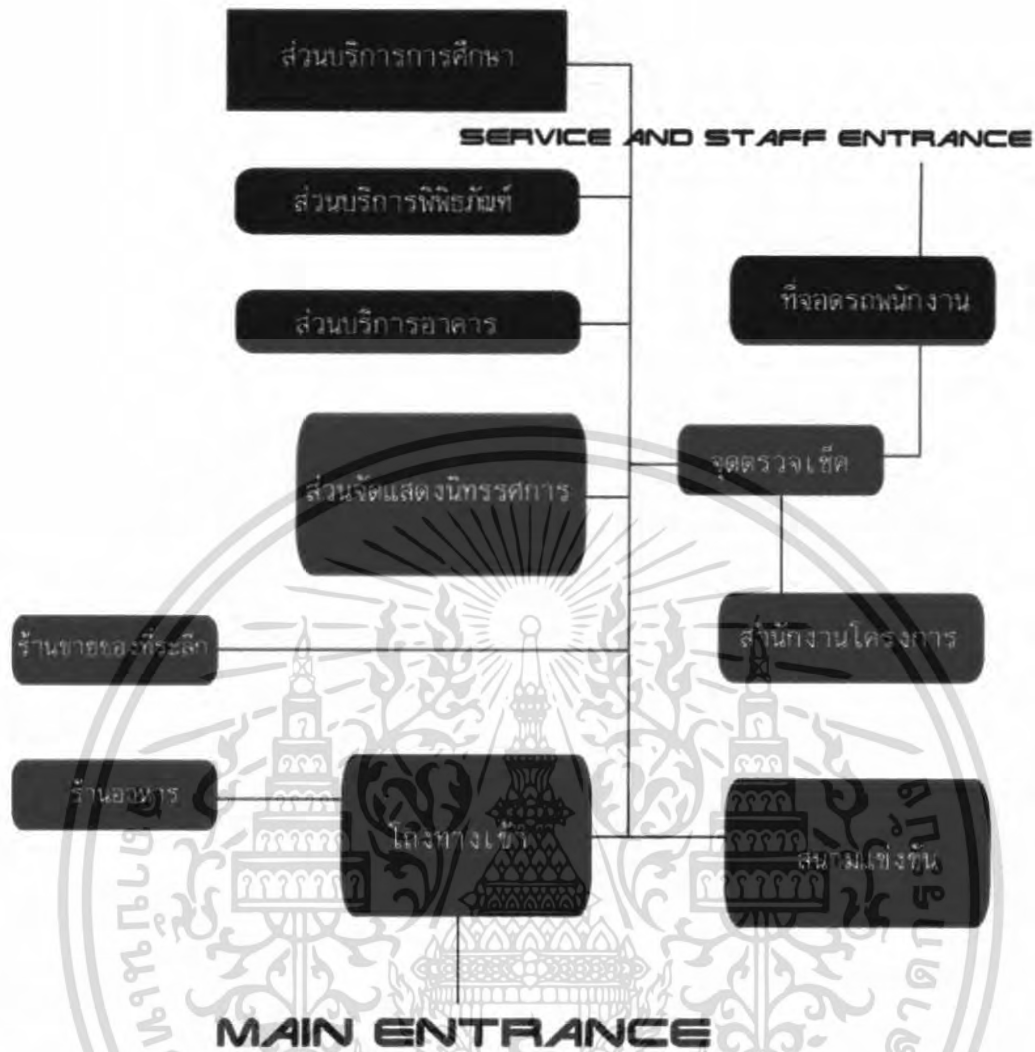 ส่วนบริการการศึกษา
SERVICE AND STAFF ENTRANCE
ส่วนบริการพิพิธภัณฑ์
ที่จอดรถพนักงาน
ส่วนบริการอาคาร
จุดตรวจเช็ค
ส่วนจัดแสดงนิทรรศการ
ร้านขายของที่ระลึก
สำนักงานโครงการ
ร้านอาหาร
โถงทางเข้า
สนามแข่งขัน
MAIN ENTRANCE